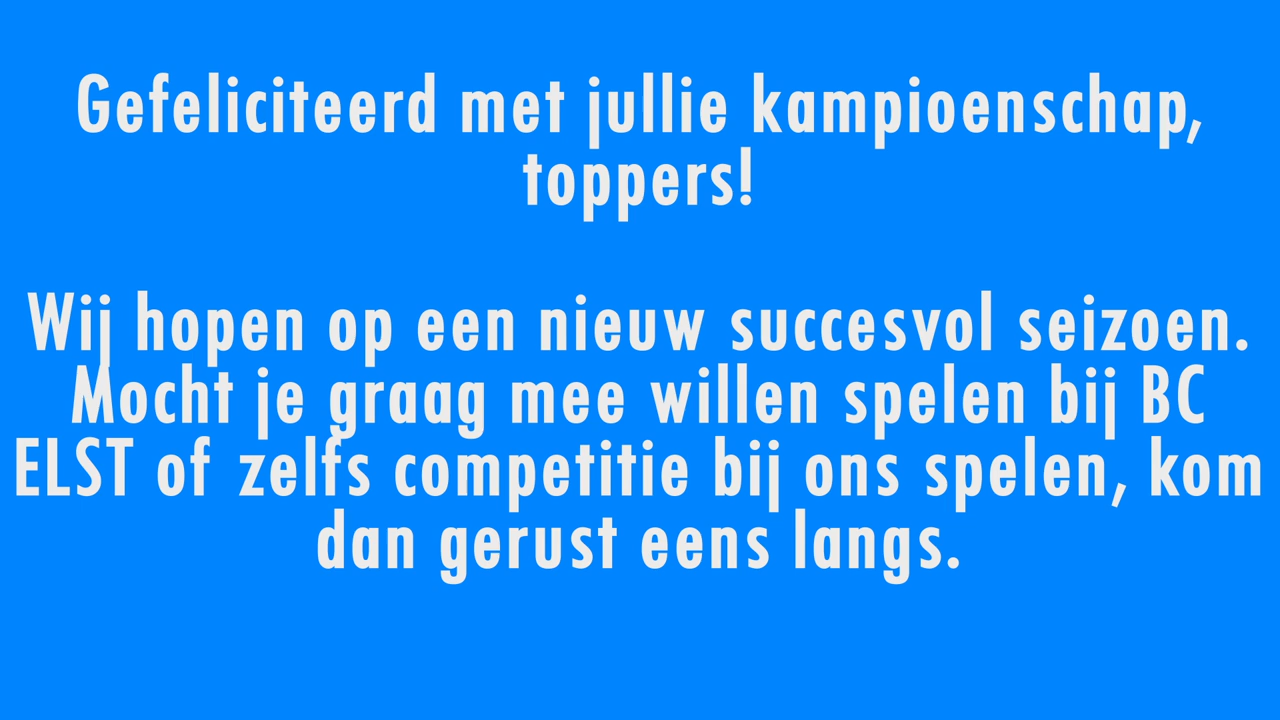 Gefeliciteerd met jullie kampioenschap,
toppers!
Wij hopen op een nieuw succesvol seizoen.
Mocht je graag mee willen spelen bij BC
ELST of zelfs competitie bij ons spelen, kom
dan gerust eens langs.